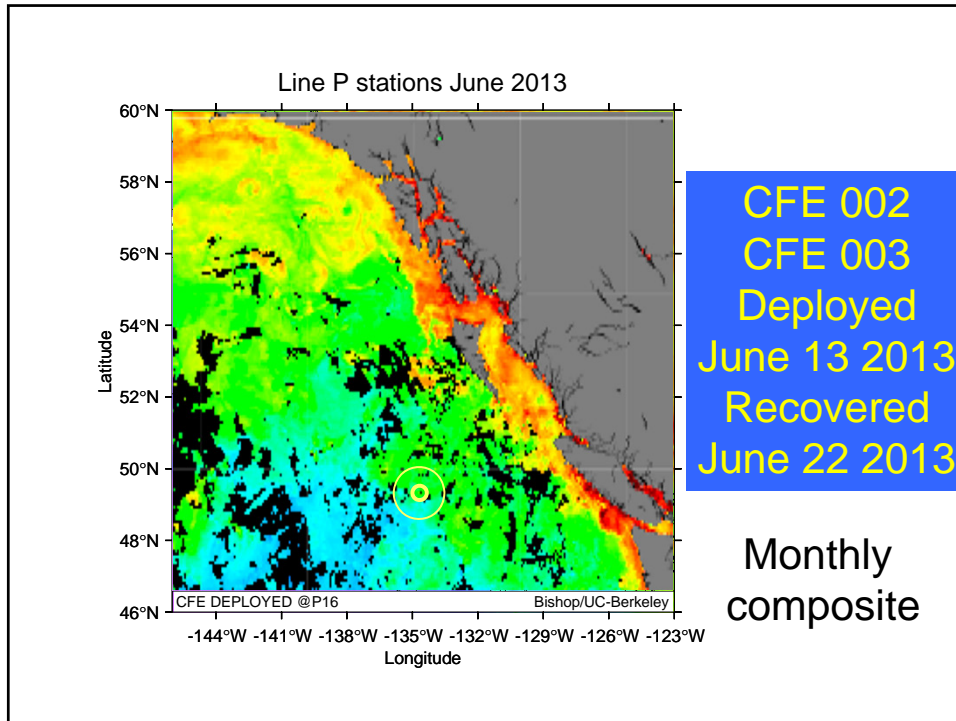 Line P stations June 2013
60°N
58°N
56°N
54°N
52°N
50°N
48°N
46°N
Latitude
CFE DEPLOYED @P16
Bishop/UC-Berkeley
-144°W -141°W -138°W -135°W -132°W -129°W -126°W -123°W
Longitude
CFE 002
CFE 003
Deployed
June 13 2013
Recovered
June 22 2013
Monthly
composite